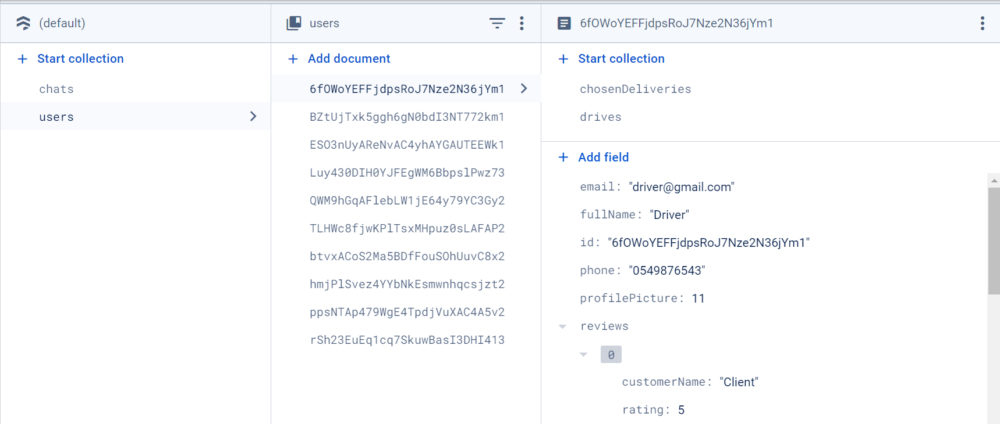 (default)
Start collection
chats
users
users
Add document
6fOWoYEFFjdpsRoJ7Nze2N36jYm1
BZtUjTxk5ggh6gN0bdI3NT772km1
ESO3nUyAReNvAC4yhAYGAUTEEWk1
Luy430DIH0YJFEgWM6BbpslPwz73
QWM9hGqAFlebLW1jE64y79YC3Gy2
TLHWc8fjwKPlTsxMHpuz0sLAFAP2
btvxACoS2Ma5BDfFouSOhUuvC8x2
hmjPlSvez4YYbNkEsmwnhqcsjzt2
ppsNTAp479WgE4TpdjVuXAC4A5v2
rSh23EuEq1cq7SkuwBasI3DHI413
6fOWoYEFFjdpsRoJ7Nze2N36jYm1
Start collection
chosenDeliveries
drives
Add field
email: "driver@gmail.com"
fullName: "Driver"
id: "6fOWoYEFFjdpsRoJ7Nze2N36jYm1"
phone: "0549876543"
profilePicture: 11
reviews
0
customerName: "Client"
rating: 5